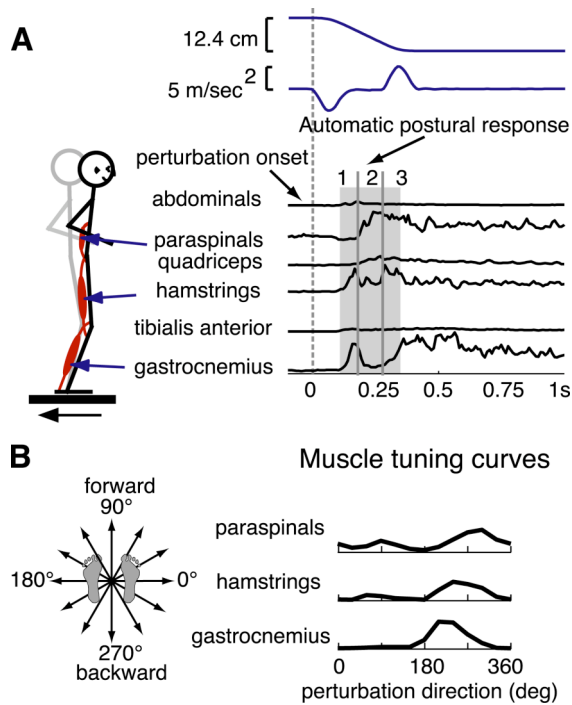 A
12.4 cm
5 m/sec2
Automatic postural response
perturbation onset
1 2 3
abdominals
paraspinals
quadriceps
hamstrings
tibialis anterior
gastrocnemius
0 0.25 0.5 0.75 1s
B
Muscle tuning curves
forward
90°
180° 0°
270°
backward
paraspinals
hamstrings
gastrocnemius
0 180 360
perturbation direction (deg)